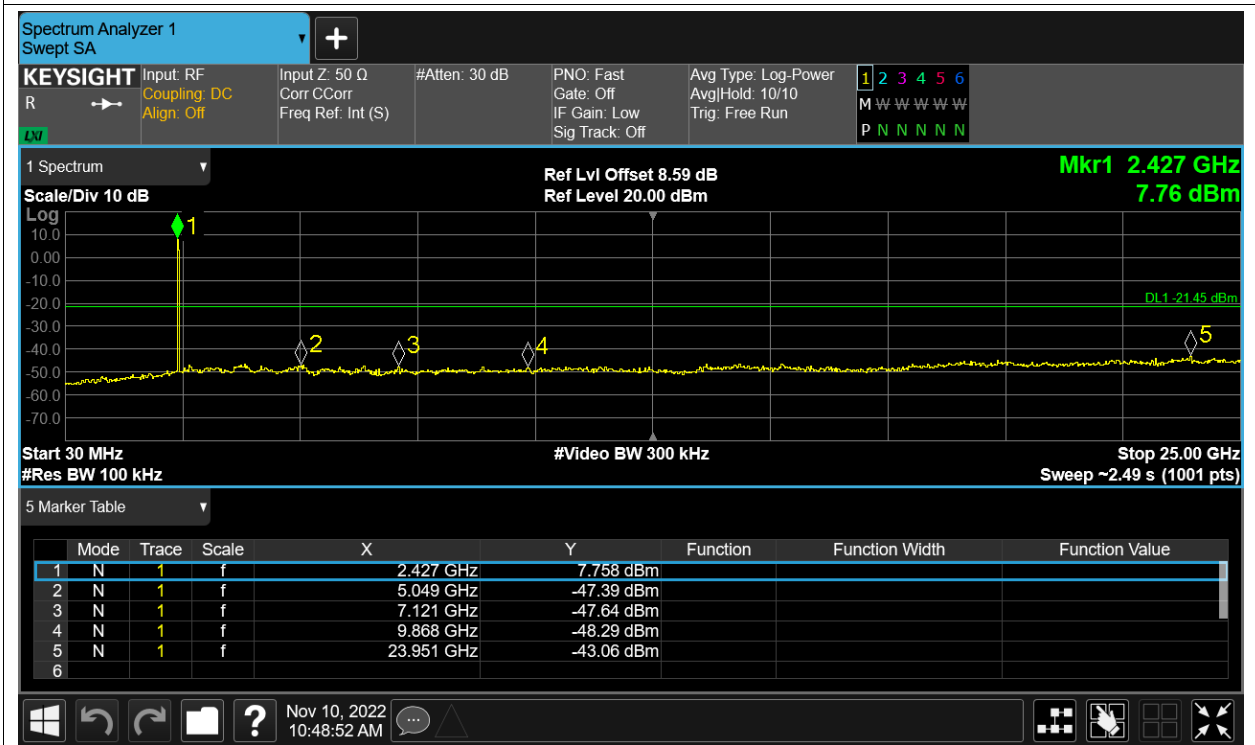 Spectrum Analyzer 1
Swept SA
KEYSIGHT Input: RF Input Z: 50 Ω #Atten: 30 dB PNO: Fast Avg Type: Log-Power 1 2 3 4 5 6
R Coupling: DC Corr CCorr Gate: Off Avg|Hold: 10/10 M W W W W W
Align: Off Freq Ref: Int (S) IF Gain: Low Trig: Free Run
LXI Sig Track: Off P N N N N N
1 Spectrum Ref Lvl Offset 8.59 dB Mkr1 2.427 GHz
Scale/Div 10 dB Ref Level 20.00 dBm 7.76 dBm
Log
1
10.0
0.00
-10.0
-20.0 DL1 -21.45 dBm
-30.0
-40.0 2 3 4 5
-50.0
-60.0
-70.0
Start 30 MHz #Video BW 300 kHz Stop 25.00 GHz
#Res BW 100 kHz Sweep ~2.49 s (1001 pts)
5 Marker Table
Mode Trace Scale X Y Function Function Width Function Value
1 N 1 f 2.427 GHz 7.758 dBm
2 N 1 f 5.049 GHz -47.39 dBm
3 N 1 f 7.121 GHz -47.64 dBm
4 N 1 f 9.868 GHz -48.29 dBm
5 N 1 f 23.951 GHz -43.06 dBm
6
? Nov 10, 2022
10:48:52 AM